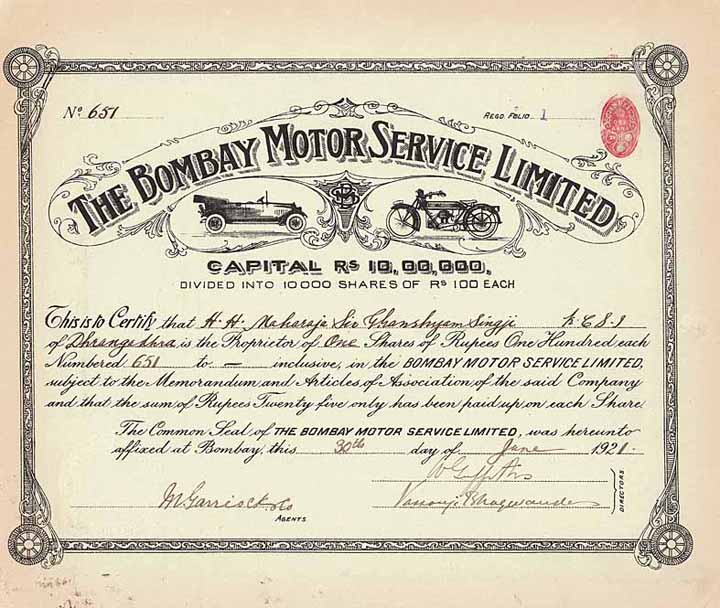 No. 651
REGD. FOLIO. 1
THE BOMBAY MOTOR SERVICE LIMITED
CAPITAL Rs 10,00,000.
DIVIDED INTO 10000 SHARES OF Rs 100 EACH
This is to Certify that H. H. Maharaja Sir Ghanshyam Singji
of Dhrangadhra is the Proprietor of One Shares of Rupees One Hundred each
Numbered 651 to — inclusive, in the BOMBAY MOTOR SERVICE LIMITED,
subject to the Memorandum and Articles of Association of the said Company
and that the sum of Rupees Twenty five only has been paid up on each Share.
The Common Seal of THE BOMBAY MOTOR SERVICE LIMITED, was hereunto
affixed at Bombay, this 30th day of June 1921.
DIRECTORS
AGENTS